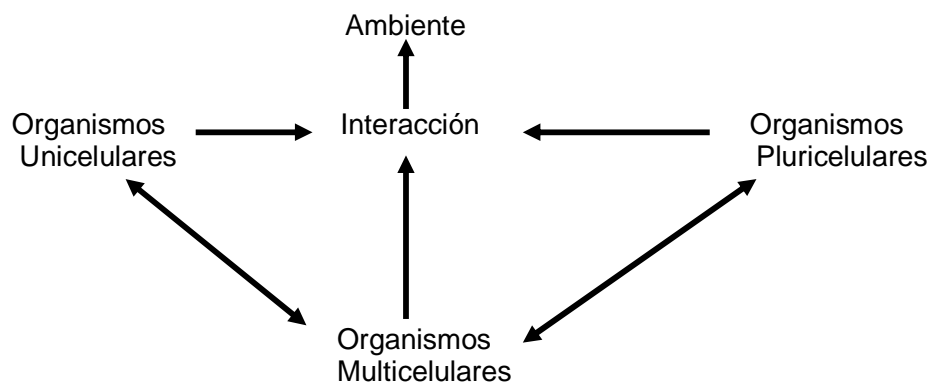 Ambiente
Organismos
Unicelulares
Interacción
Organismos
Pluricelulares
Organismos
Multicelulares